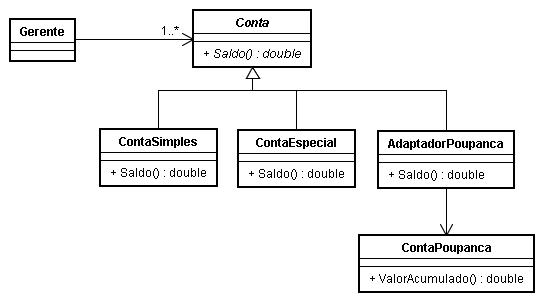 Conta
Gerente
1..*
+ Saldo() : double
ContaSimples
ContaEspecial
AdaptadorPoupanca
+ Saldo() : double
+ Saldo() : double
+ Saldo() : double
ContaPoupanca
+ ValorAcumulado() : double